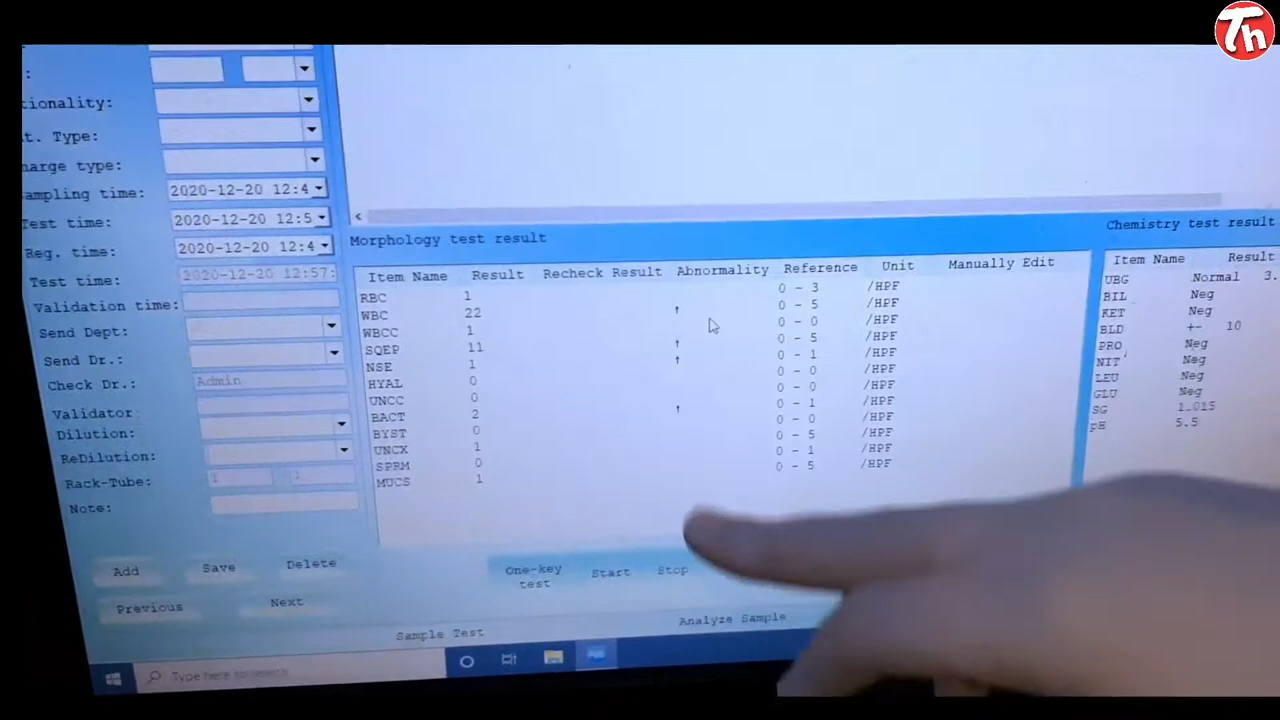 Th
:
tionality:
t. Type:
harge type:
ampling time: 2020-12-20 12:4
Test time: 2020-12-20 12:5
Reg. time: 2020-12-20 12:4
Test time: 2020-12-20 12:57:
Validation time:
Send Dept:
Send Dr.:
Check Dr.: Admin
Validator:
Dilution:
ReDilution:
Rack-Tube: 1 1
Note:
Add Save Delete
Previous Next
Morphology test result
Item Name Result Recheck Result Abnormality Reference Unit Manually Edit
RBC 1 0 - 3 /HPF
WBC 22 ↑ 0 - 5 /HPF
WBCC 1 0 - 0 /HPF
SQEP 11 ↑ 0 - 5 /HPF
NSE 1 ↑ 0 - 1 /HPF
HYAL 0 0 - 0 /HPF
UNCC 0 0 - 0 /HPF
BACT 2 ↑ 0 - 1 /HPF
BYST 0 0 - 0 /HPF
UNCX 1 0 - 5 /HPF
SPRM 0 0 - 1 /HPF
MUCS 1 0 - 5 /HPF
One-key test Start Stop
Sample Test Analyze Sample
Chemistry test result
Item Name Result
UBG Normal 3.
BIL Neg
KET Neg
BLD +- 10
PRO Neg
NIT Neg
LEU Neg
GLU Neg
SG 1.015
pH 5.5
Type here to search